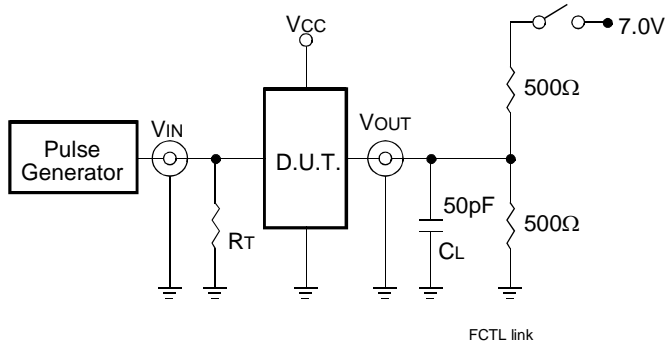 VCC
7.0V
500Ω
Pulse
Generator
VIN
D.U.T.
VOUT
50pF
CL
500Ω
RT
FCTL link